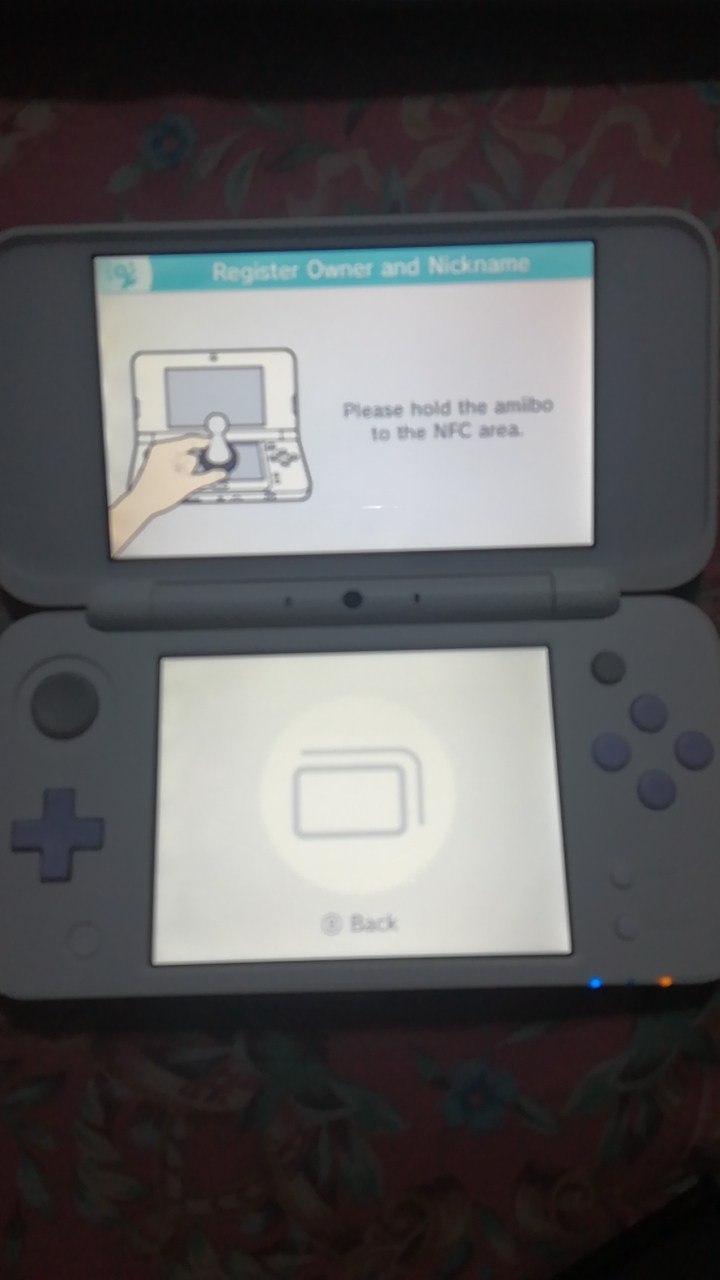 Register Owner and Nickname
Please hold the amiibo
to the NFC area.
Back